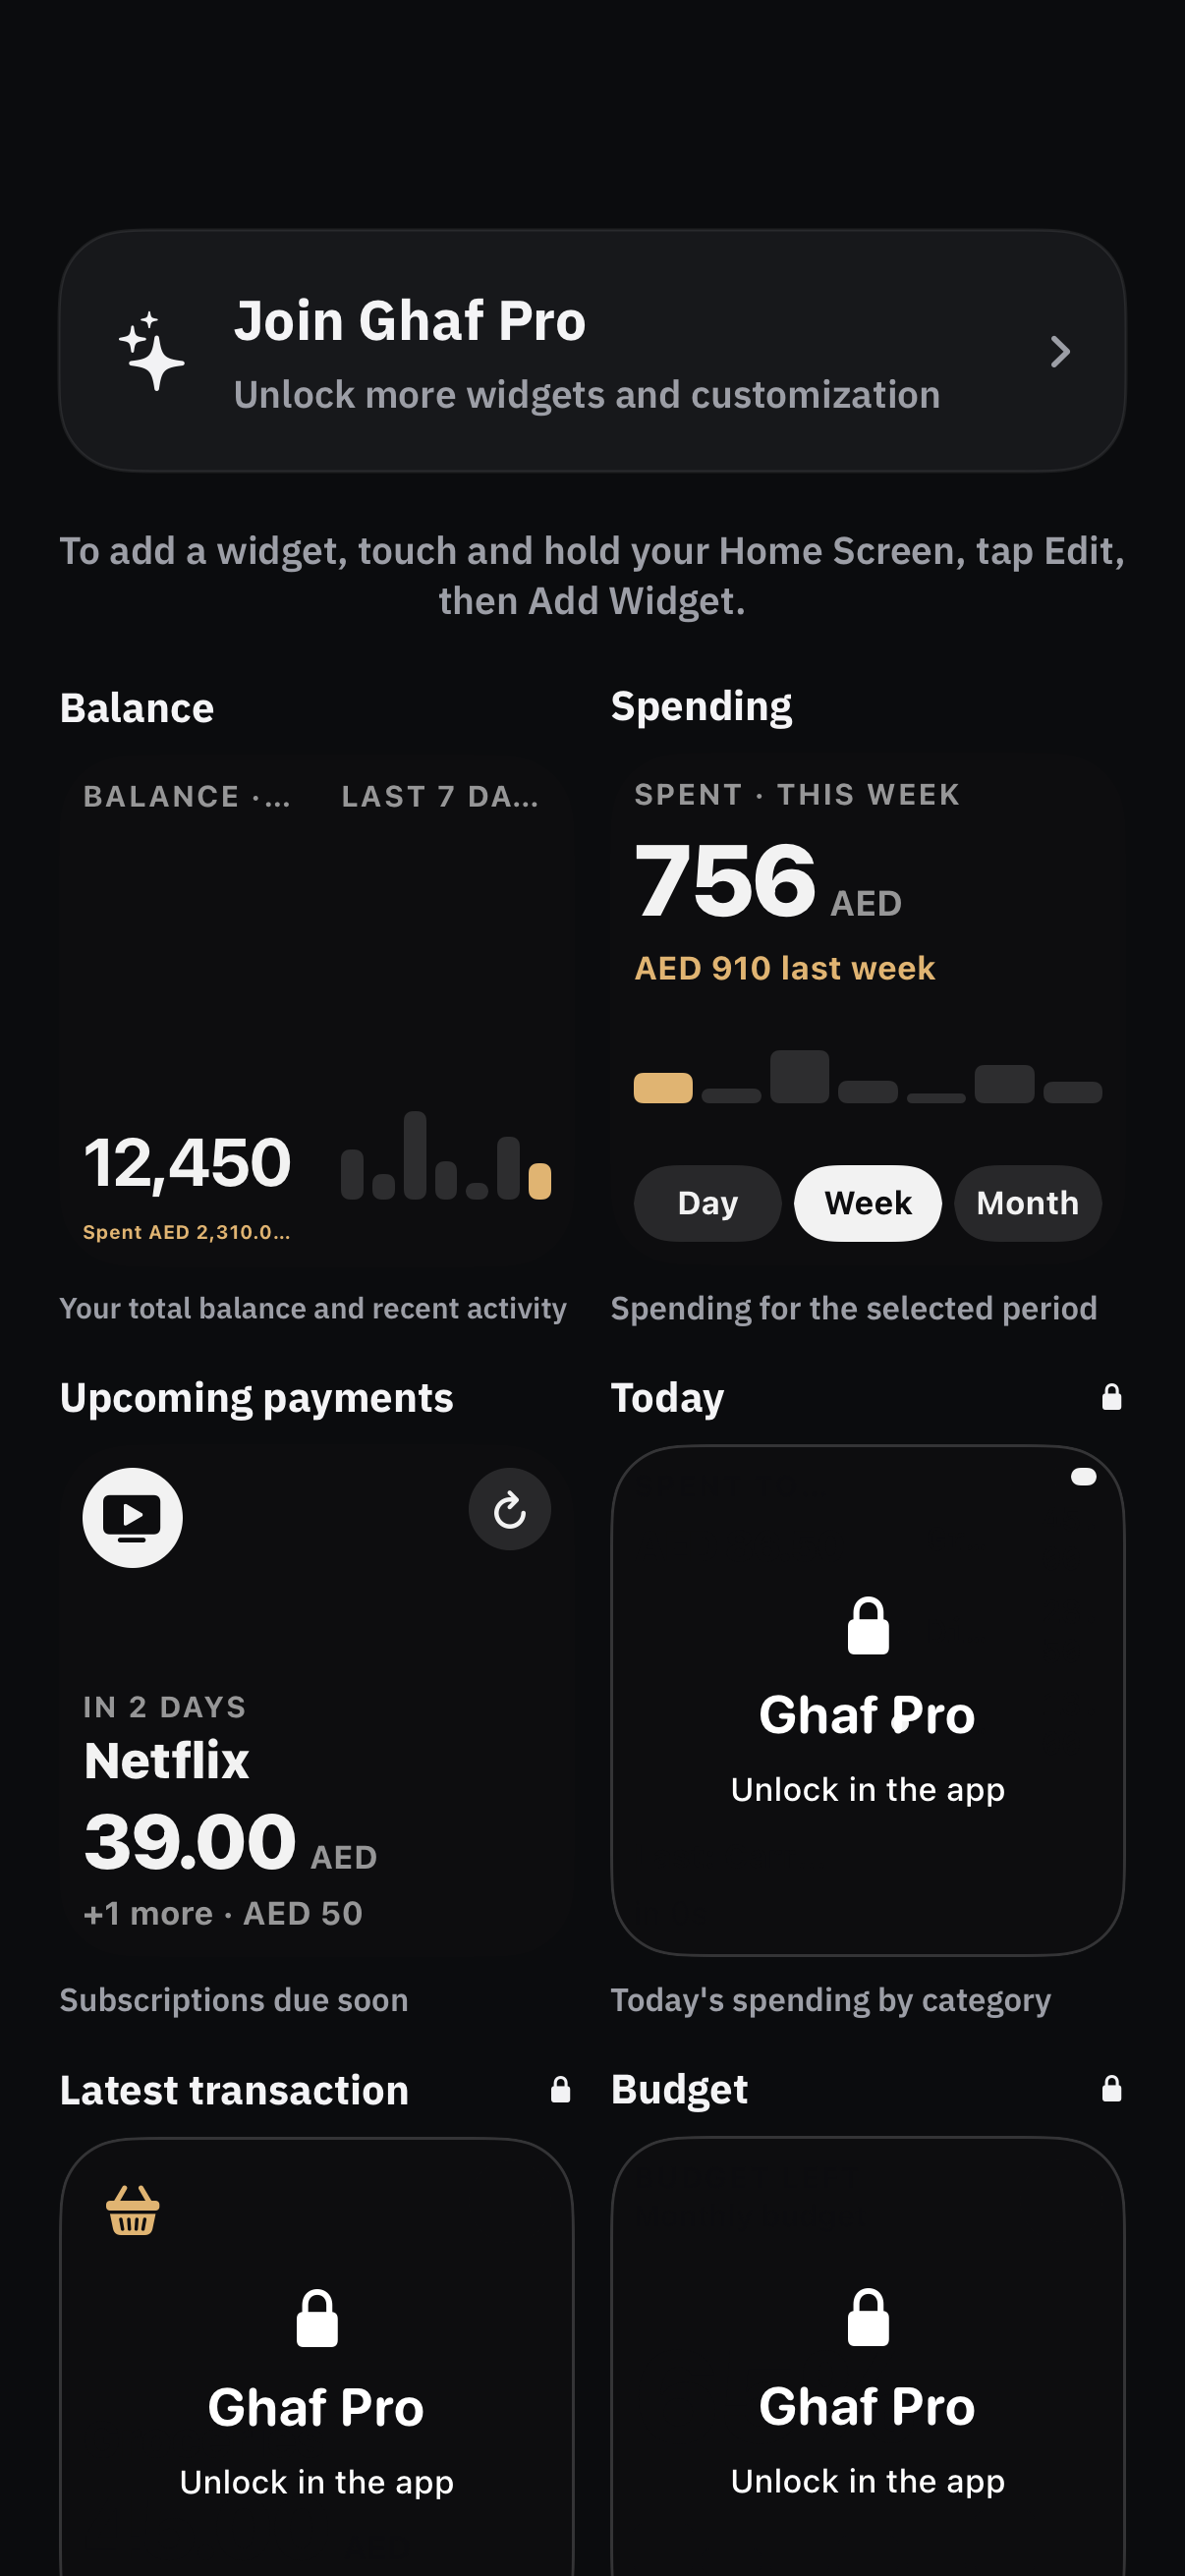 Join Ghaf Pro
Unlock more widgets and customization
To add a widget, touch and hold your Home Screen, tap Edit,
then Add Widget.
Balance
BALANCE ·...
LAST 7 DA...
12,450
Spent AED 2,310.0...
Your total balance and recent activity
Spending
SPENT · THIS WEEK
756 AED
AED 910 last week
Day
Week
Month
Spending for the selected period
Upcoming payments
IN 2 DAYS
Netflix
39.00 AED
+1 more · AED 50
Subscriptions due soon
Today
Ghaf Pro
Unlock in the app
Today's spending by category
Latest transaction
Ghaf Pro
Unlock in the app
Budget
Ghaf Pro
Unlock in the app